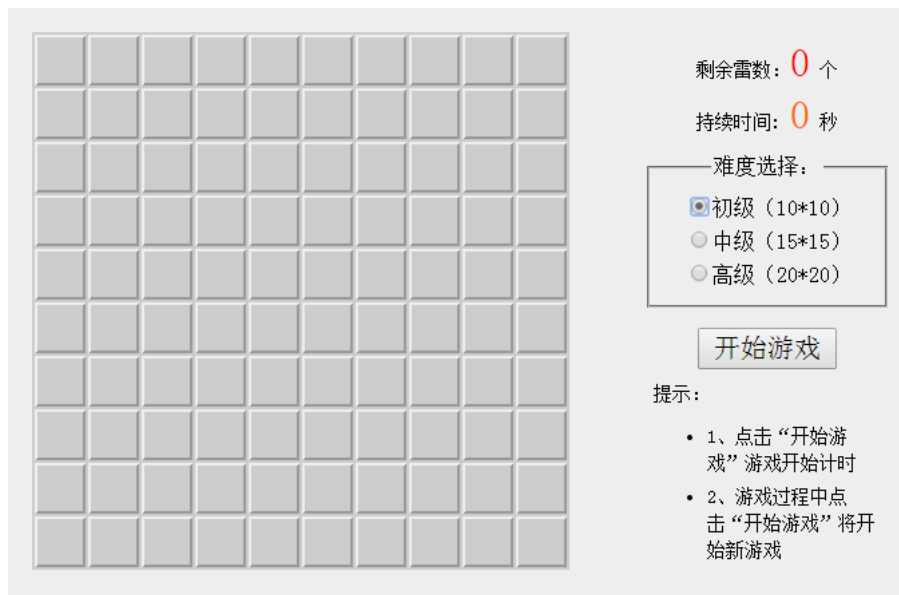 剩余雷数：0 个
持续时间：0 秒
难度选择：
初级（10*10）
中级（15*15）
高级（20*20）
开始游戏
提示：
• 1、点击“开始游
戏”游戏开始计时
• 2、游戏过程中点
击“开始游戏”将开
始新游戏